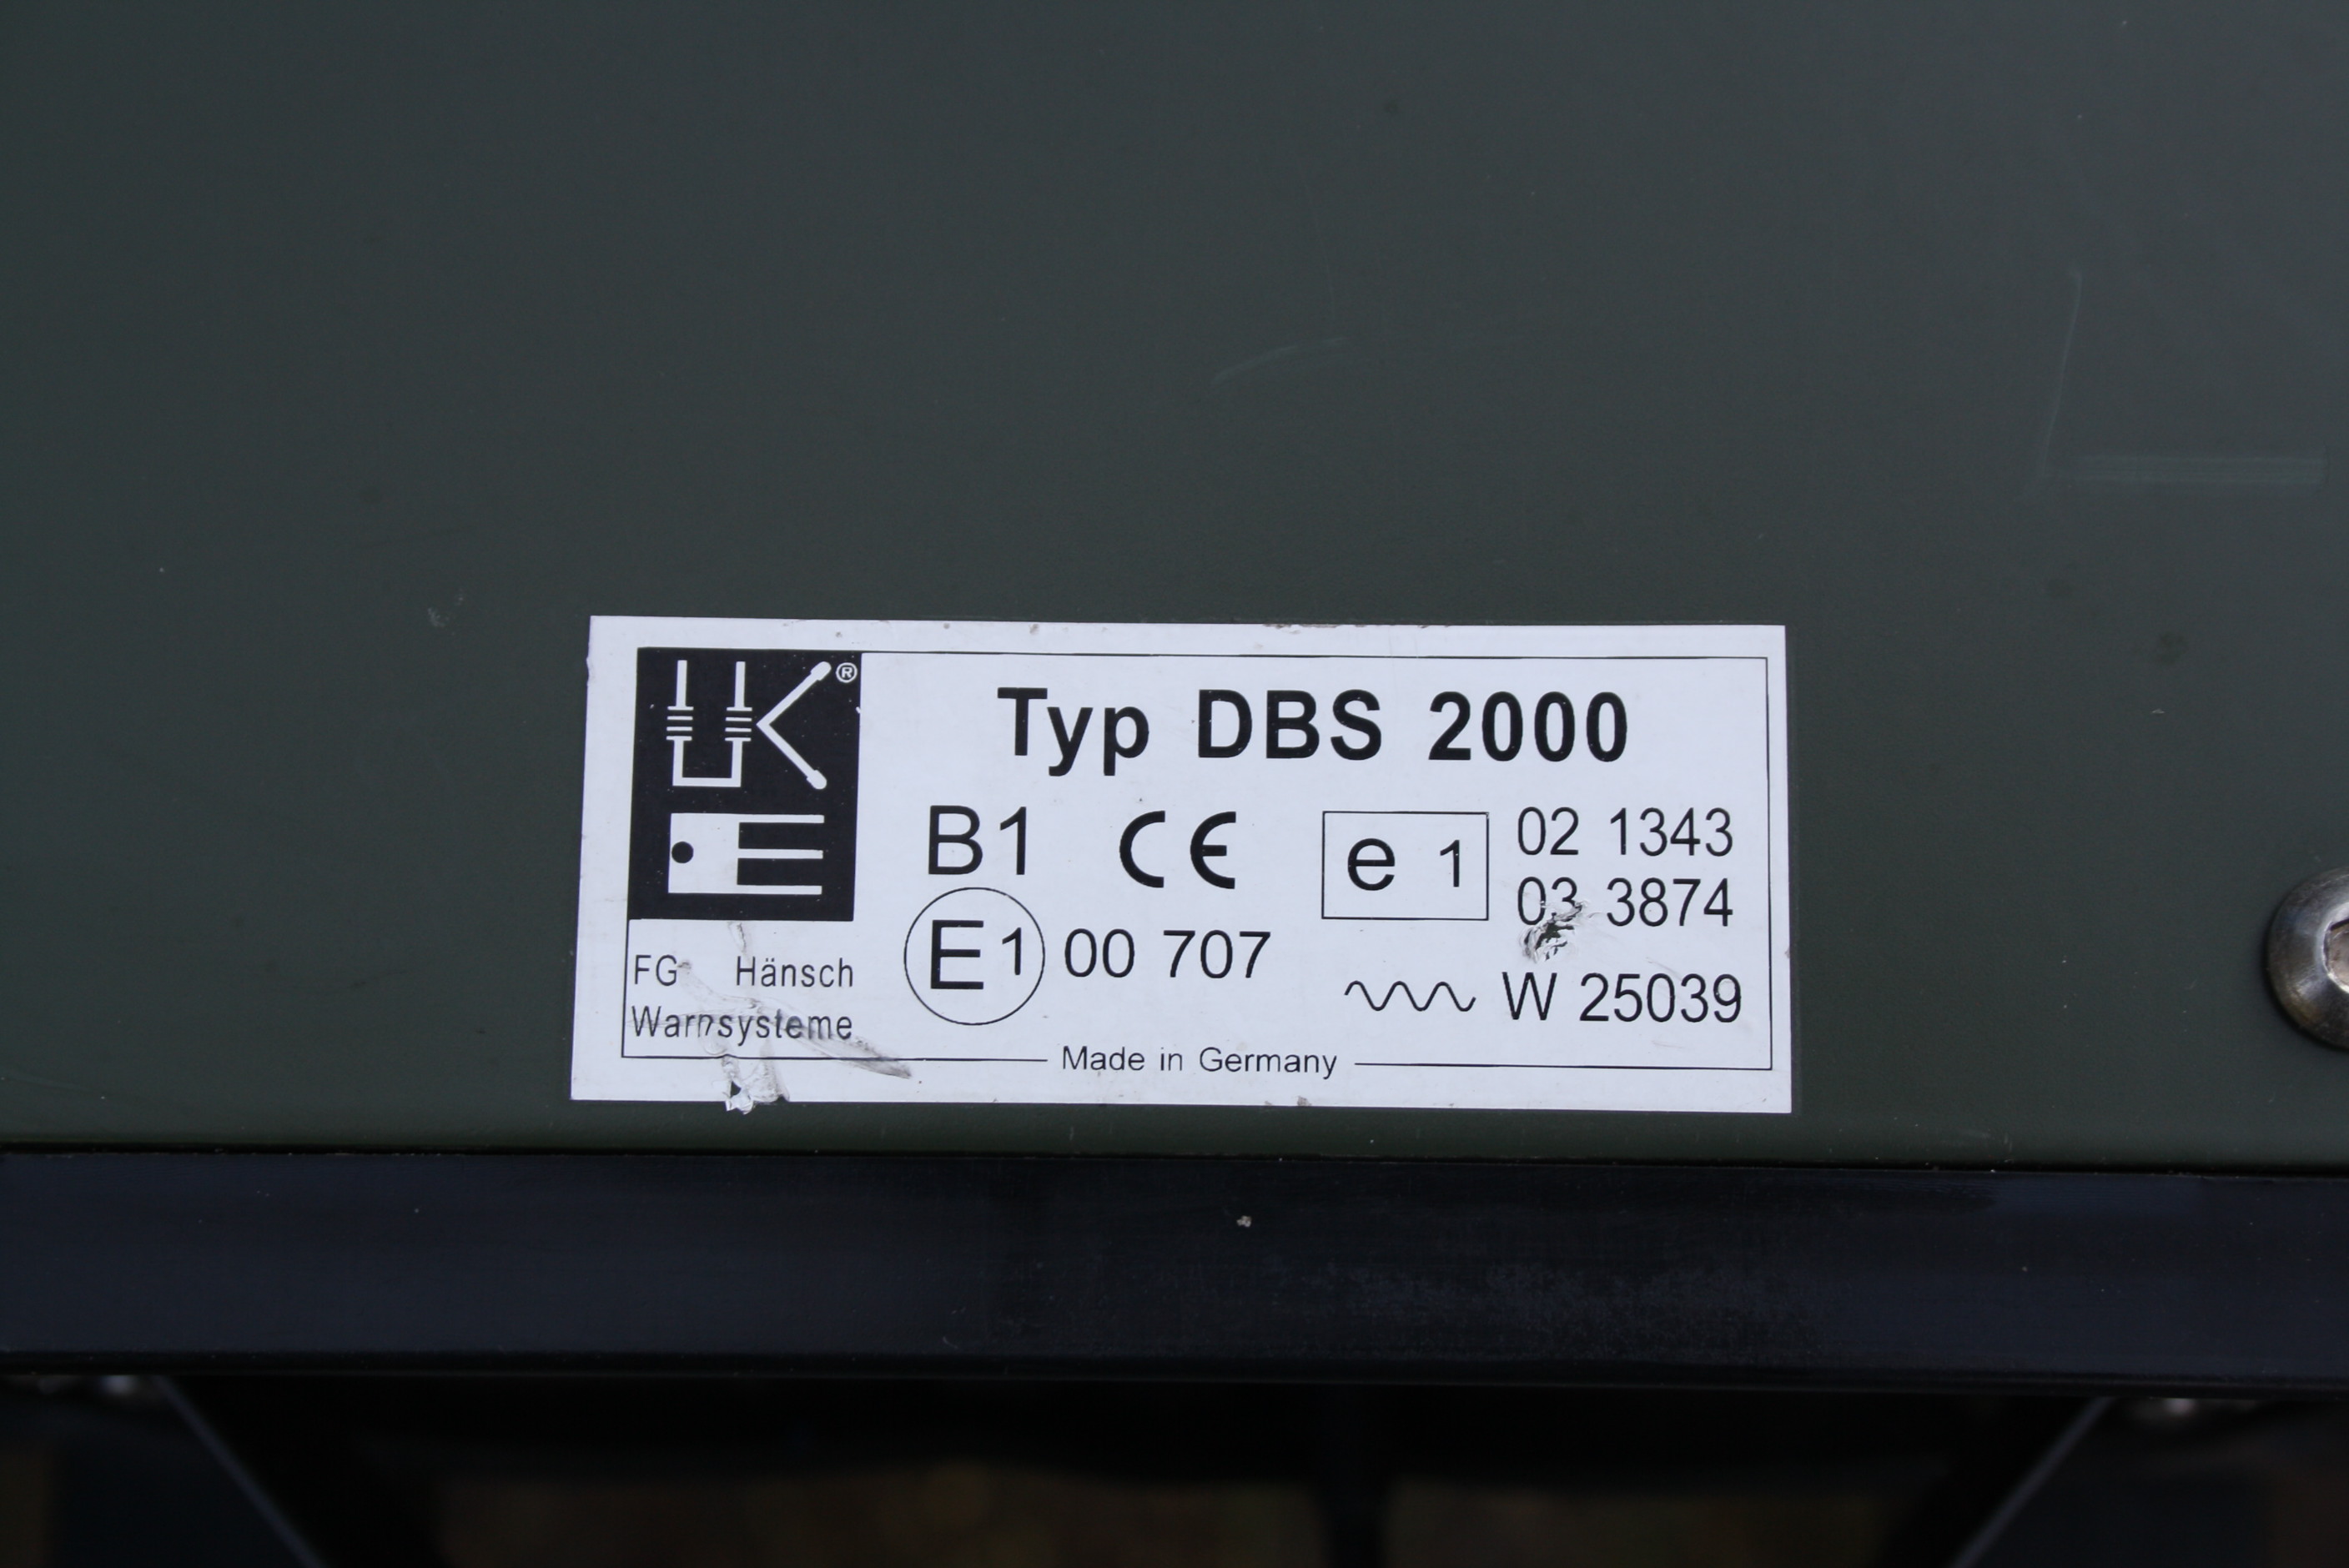 ®
Typ DBS 2000
B1 CE e 1 02 1343
03 3874
E1 00 707
W 25039
FG Hänsch
Warnsysteme
Made in Germany